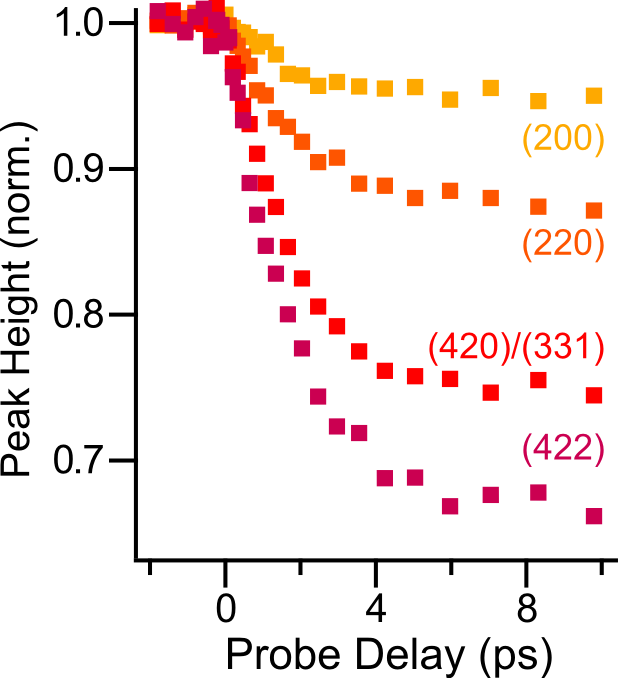 1.0
0.9
0.8
0.7
Peak Height (norm.)
(200)
(220)
(420)/(331)
(422)
0 4 8
Probe Delay (ps)